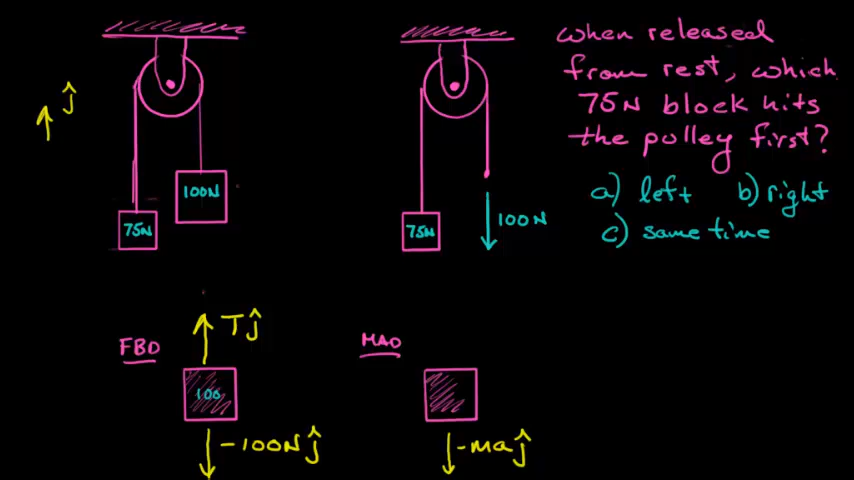 when released
from rest, which
75N block hits
the pulley first?
a) left b) right
c) same time
ĵ
100N
75N
75N
100N
FBD
Tĵ
100
-100Nĵ
MAD
-maĵ